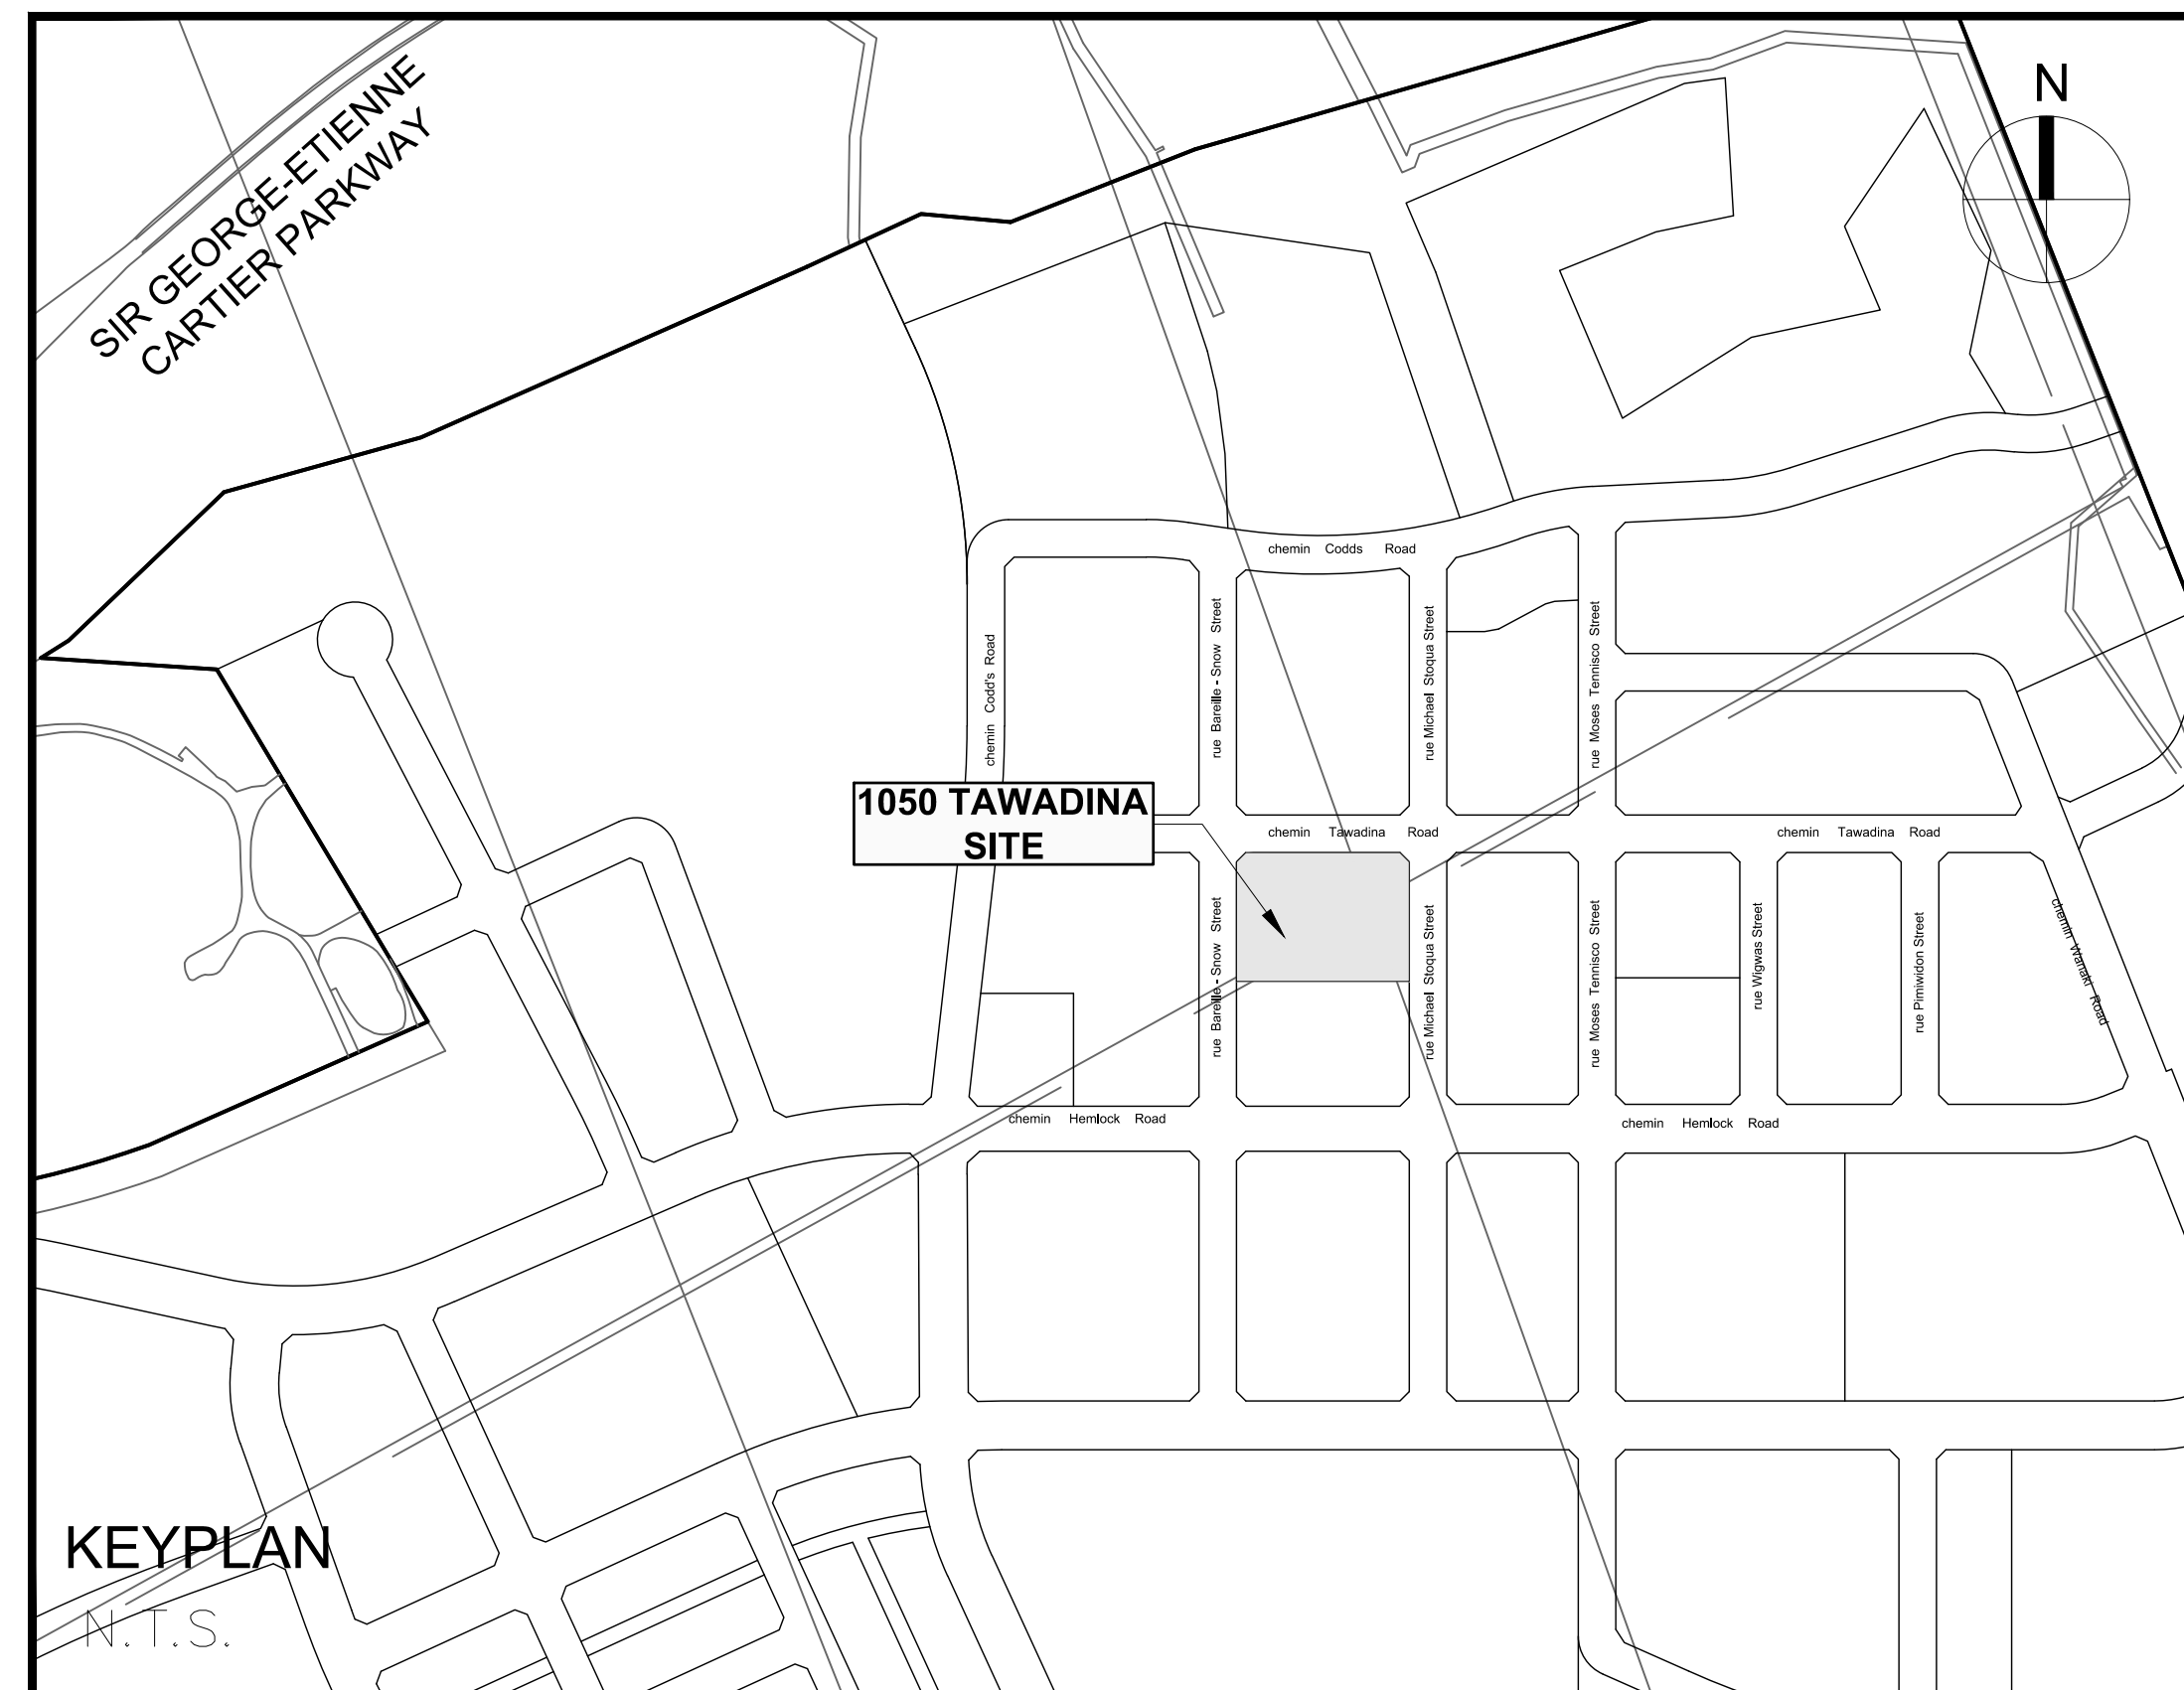 SIR GEORGE-ETIENNE
CARTIER PARKWAY
N
chemin Codds Road
chemin Codd's Road
rue Bareille - Snow Street
rue Michael Stoqua Street
rue Moses Tennisco Street
1050 TAWADINA
SITE
chemin Tawadina Road
chemin Tawadina Road
rue Bareille - Snow Street
rue Michael Stoqua Street
rue Moses Tennisco Street
rue Wigwas Street
rue Pimiwidon Street
chemin Wanaki Road
chemin Hemlock Road
chemin Hemlock Road
KEYPLAN
N.T.S.